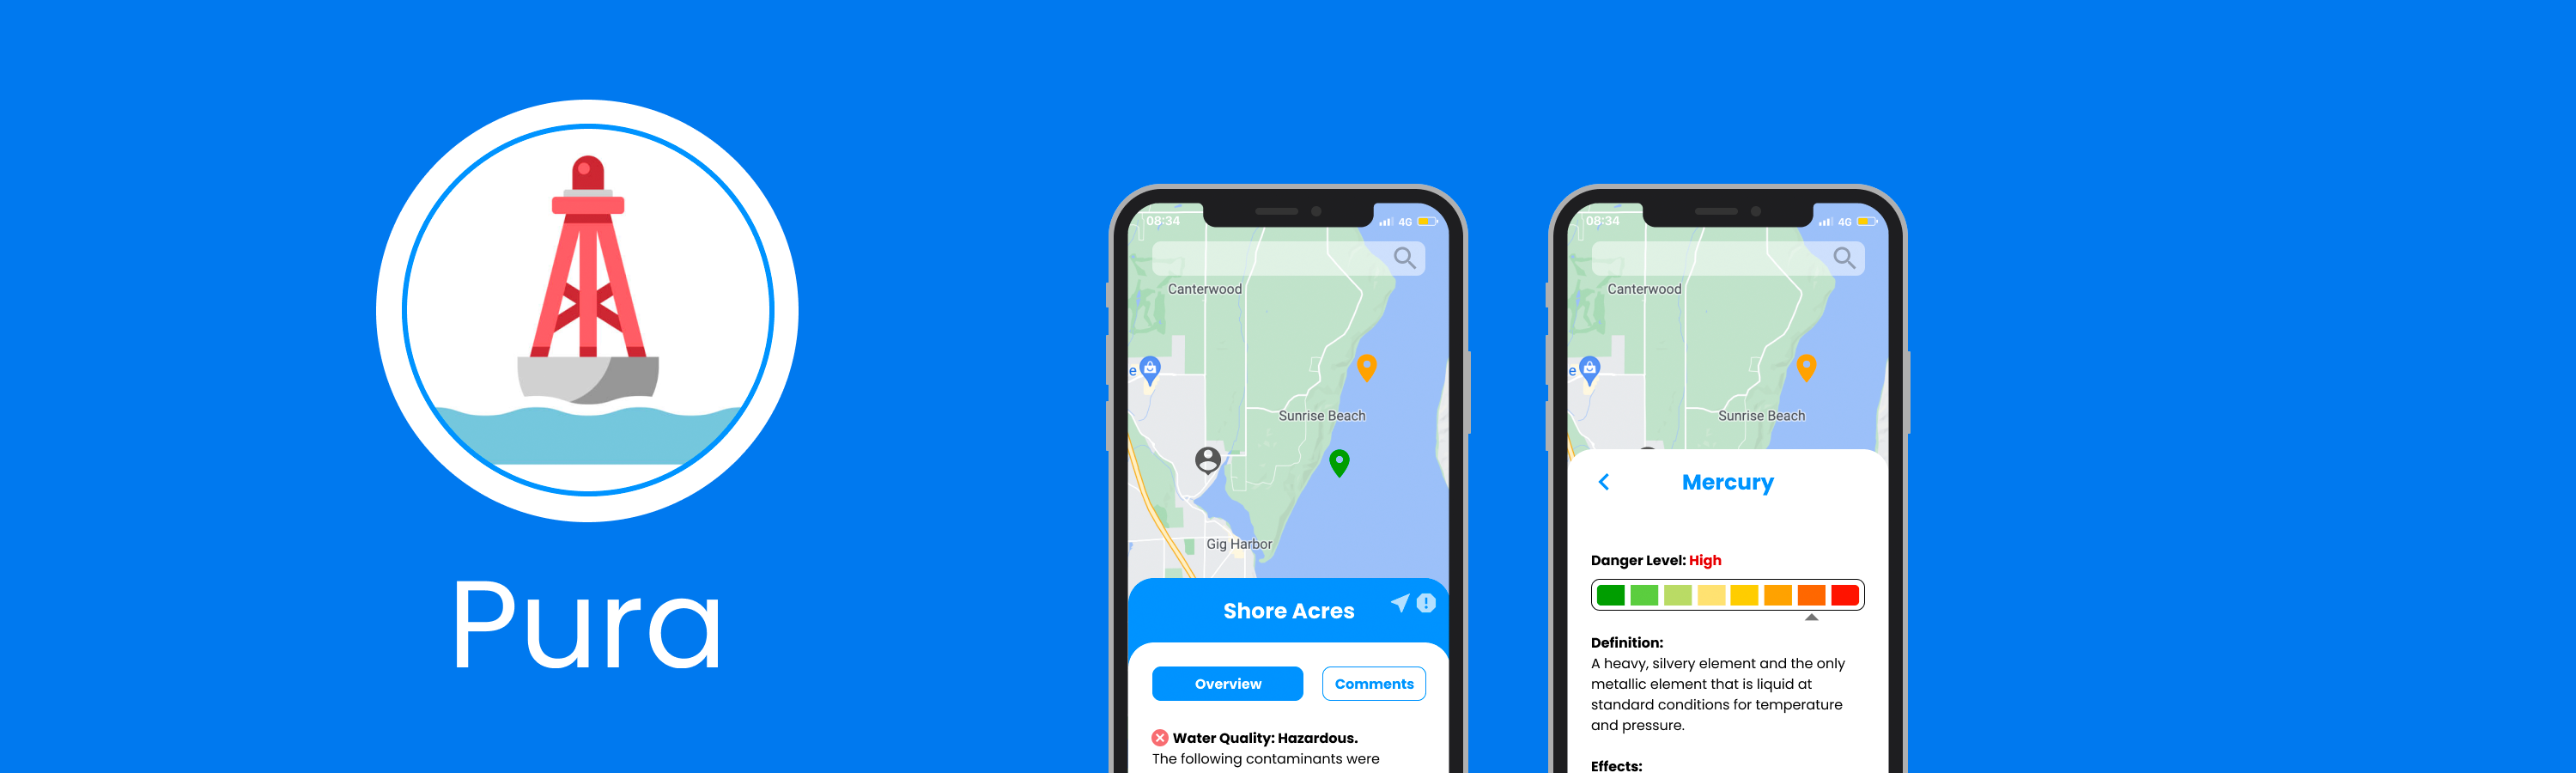 Pura
08:34
4G
Canterwood
e
Sunrise Beach
Gig Harbor
Shore Acres
Overview
Comments
Water Quality: Hazardous.
The following contaminants were
08:34
4G
Canterwood
e
Sunrise Beach
Mercury
Danger Level: High
Definition:
A heavy, silvery element and the only
metallic element that is liquid at
standard conditions for temperature
and pressure.
Effects: